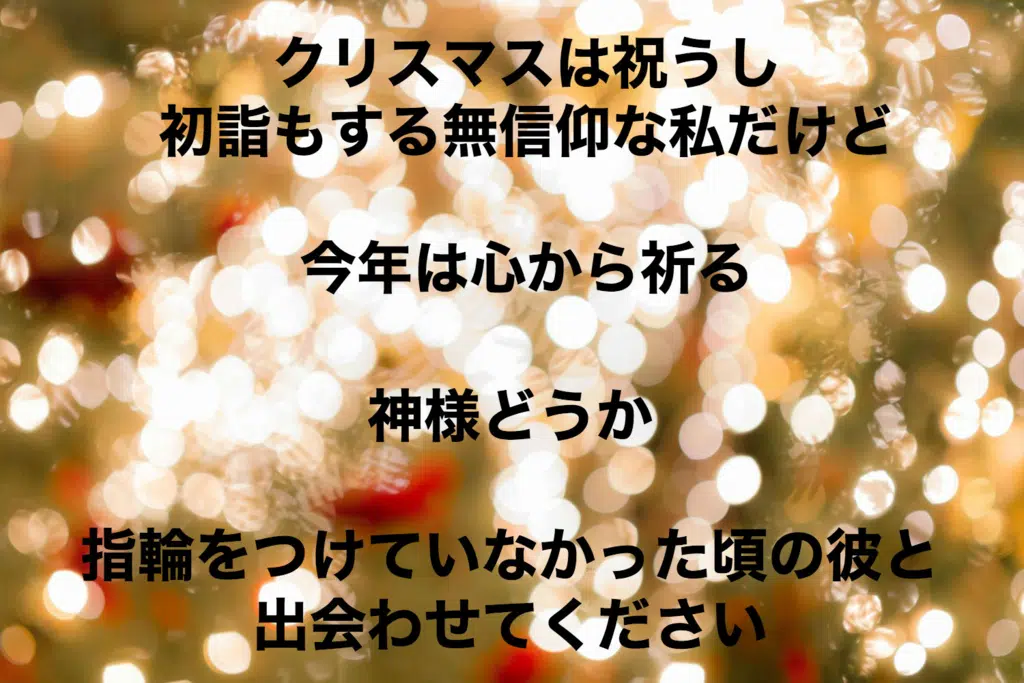 クリスマスは祝うし
初詣もする無信仰な私だけど
今年は心から祈る
神様どうか
指輪をつけていなかった頃の彼と
出会わせてください